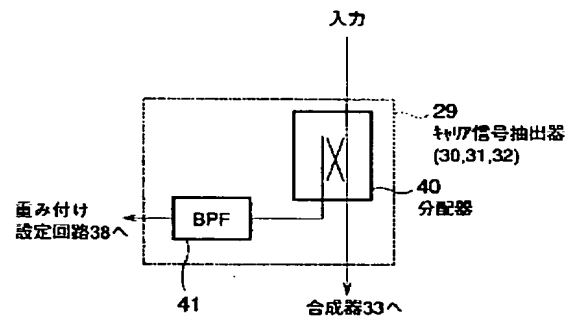 入力
29
キャリア信号抽出器
(30,31,32)
40
分配器
重み付け
設定回路38へ
BPF
41
合成器33へ